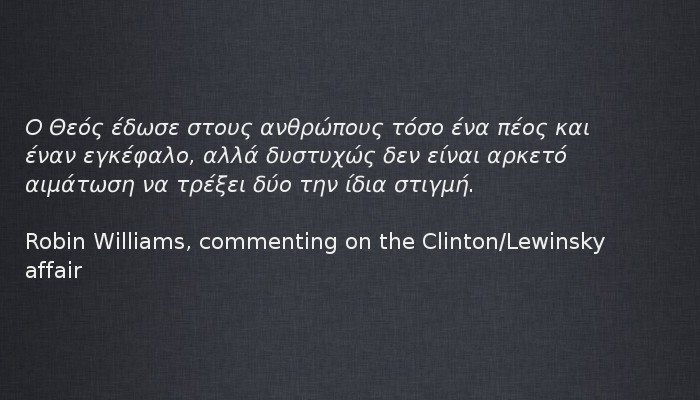 Ο Θεός έδωσε στους ανθρώπους τόσο ένα πέος και
έναν εγκέφαλο, αλλά δυστυχώς δεν είναι αρκετό
αιμάτωση να τρέξει δύο την ίδια στιγμή.
Robin Williams, commenting on the Clinton/Lewinsky
affair